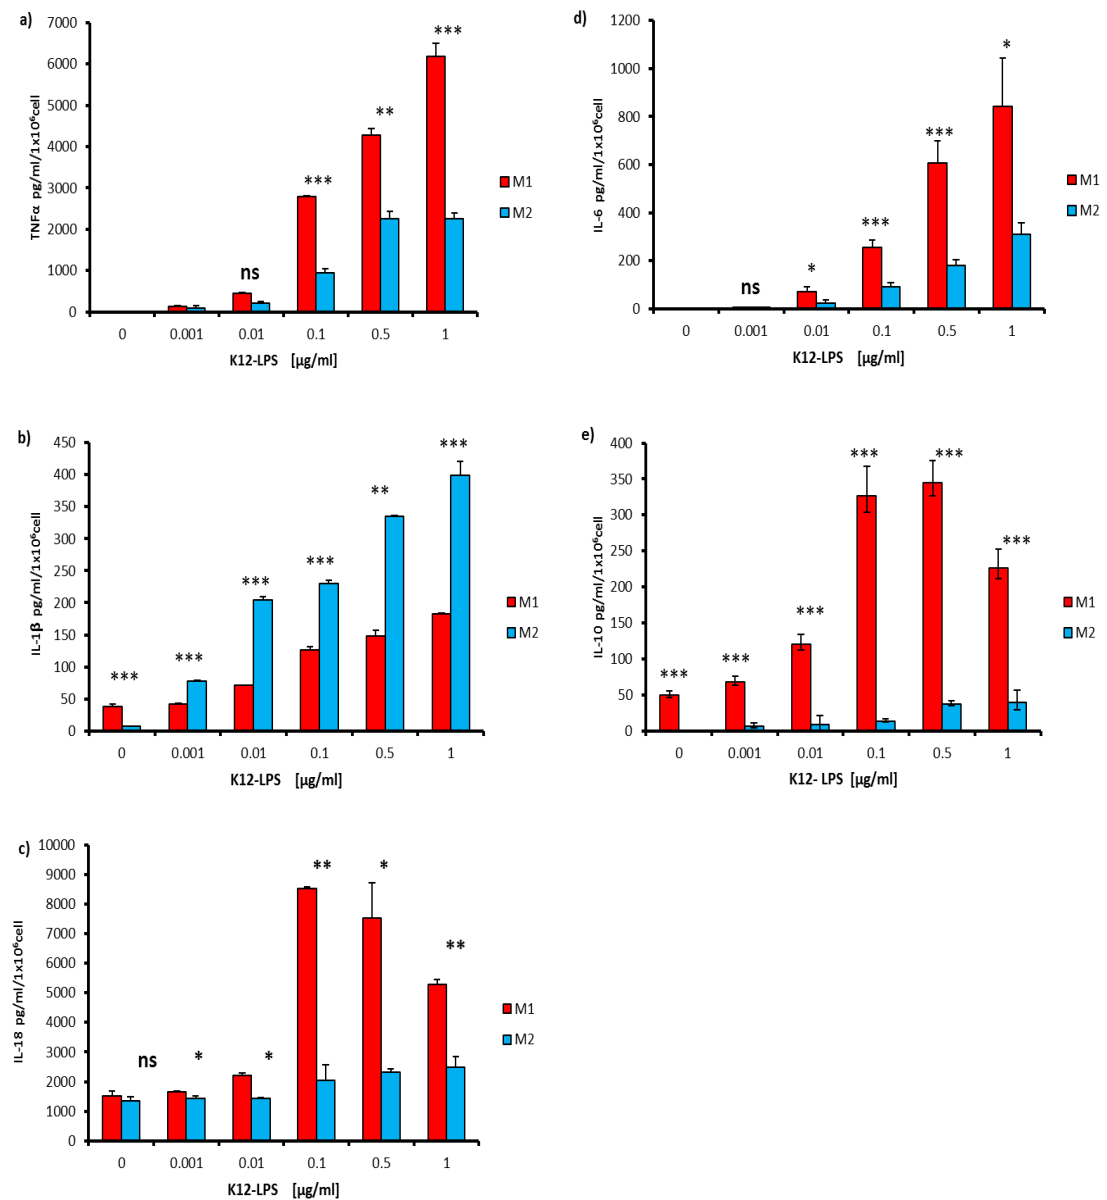 a)
TNFα pg/ml/1x10⁶cell
7000
6000
5000
4000
3000
2000
1000
0
***
**
***
ns
0 0.001 0.01 0.1 0.5 1
K12-LPS [µg/ml]
M1
M2
d)
IL-6 pg/ml/1x10⁶cell
1200
1000
800
600
400
200
0
*
***
***
*
ns
0 0.001 0.01 0.1 0.5 1
K12-LPS [µg/ml]
M1
M2
b)
IL-1β pg/ml/1x10⁶cell
450
400
350
300
250
200
150
100
50
0
***
**
***
***
***
***
0 0.001 0.01 0.1 0.5 1
K12-LPS [µg/ml]
M1
M2
e)
IL-10 pg/ml/1x10⁶cell
400
350
300
250
200
150
100
50
0
*** ***
***
***
***
***
0 0.001 0.01 0.1 0.5 1
K12- LPS [µg/ml]
M1
M2
c)
IL-18 pg/ml/1x10⁶cell
10000
9000
8000
7000
6000
5000
4000
3000
2000
1000
0
** *
**
ns * *
0 0.001 0.01 0.1 0.5 1
K12-LPS [µg/ml]
M1
M2